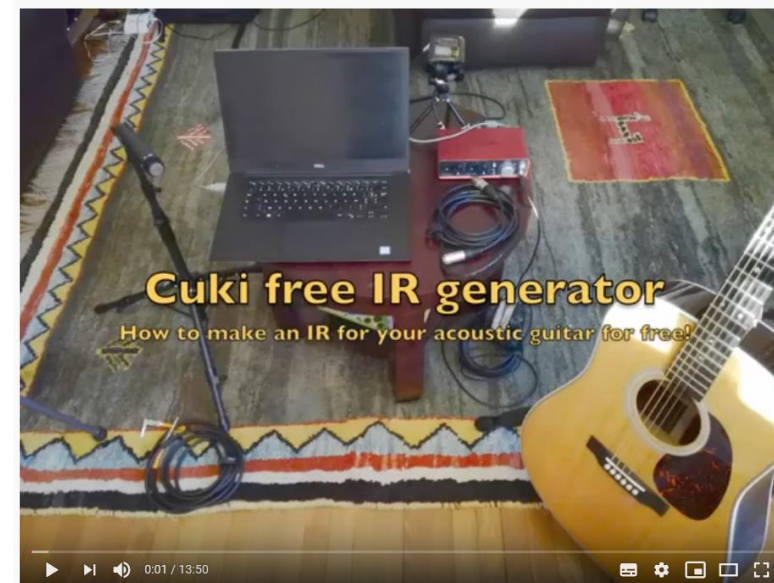 Cuki free IR generator
How to make an IR for your acoustic guitar for free!
0:01 / 13:50